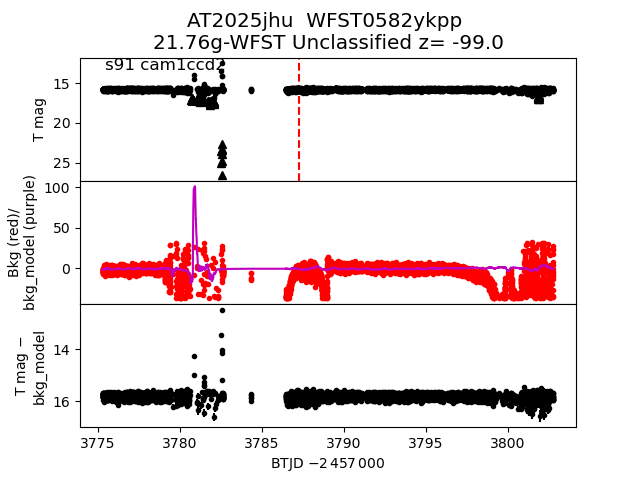 AT2025jhu  WFST0582ykpp
21.76g-WFST Unclassified z= -99.0
s91 cam1ccd2
T mag
15
20
25
Bkg (red)/
bkg_model (purple)
100
50
0
T mag −
bkg_model
14
16
3775
3780
3785
3790
3795
3800
BTJD −2 457 000